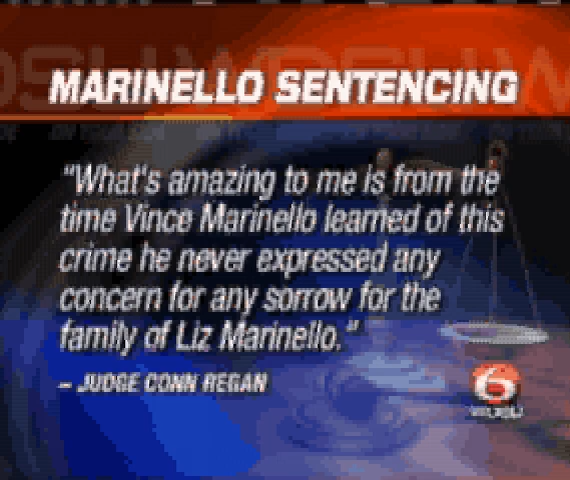 MARINELLO SENTENCING
"What's amazing to me is from the
time Vince Marinello learned of this
crime he never expressed any
concern for any sorrow for the
family of Liz Marinello."
– JUDGE CONN REGAN
6
WDSU